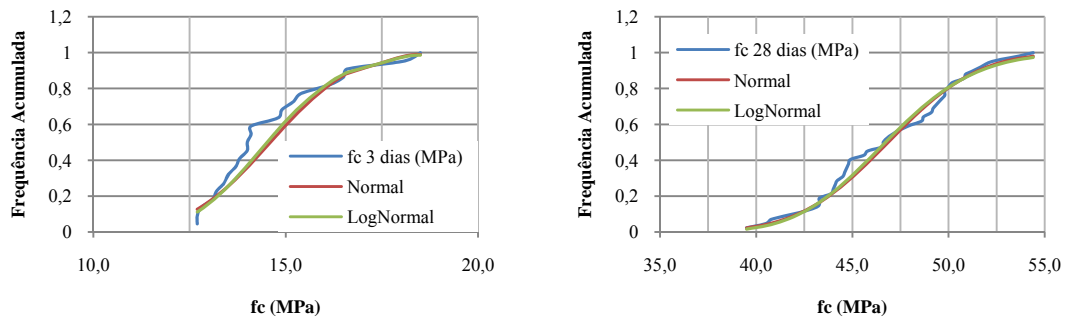 1,2
1
0,8
0,6
0,4
0,2
0
Frequência Acumulada
fc 3 dias (MPa)
Normal
LogNormal
10,0 15,0 20,0
fc (MPa)
1,2
1
0,8
0,6
0,4
0,2
0
Frequência Acumulada
fc 28 dias (MPa)
Normal
LogNormal
35,0 40,0 45,0 50,0 55,0
fc (MPa)